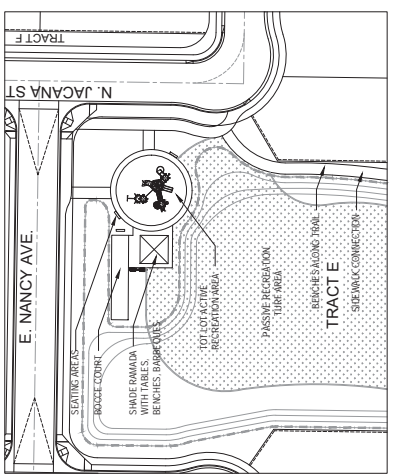 TRACT F
N. JACANA ST
E. NANCY AVE.
SEATING AREAS
BOCCE COURT
SHADE RAMADA
WITH TABLES,
BENCHES, BARBEQUES
TOT LOT ACTIVE
RECREATION AREA
PASSIVE RECREATION
TURF AREA
BENCHES ALONG TRAIL
TRACT E
SIDEWALK CONNECTION